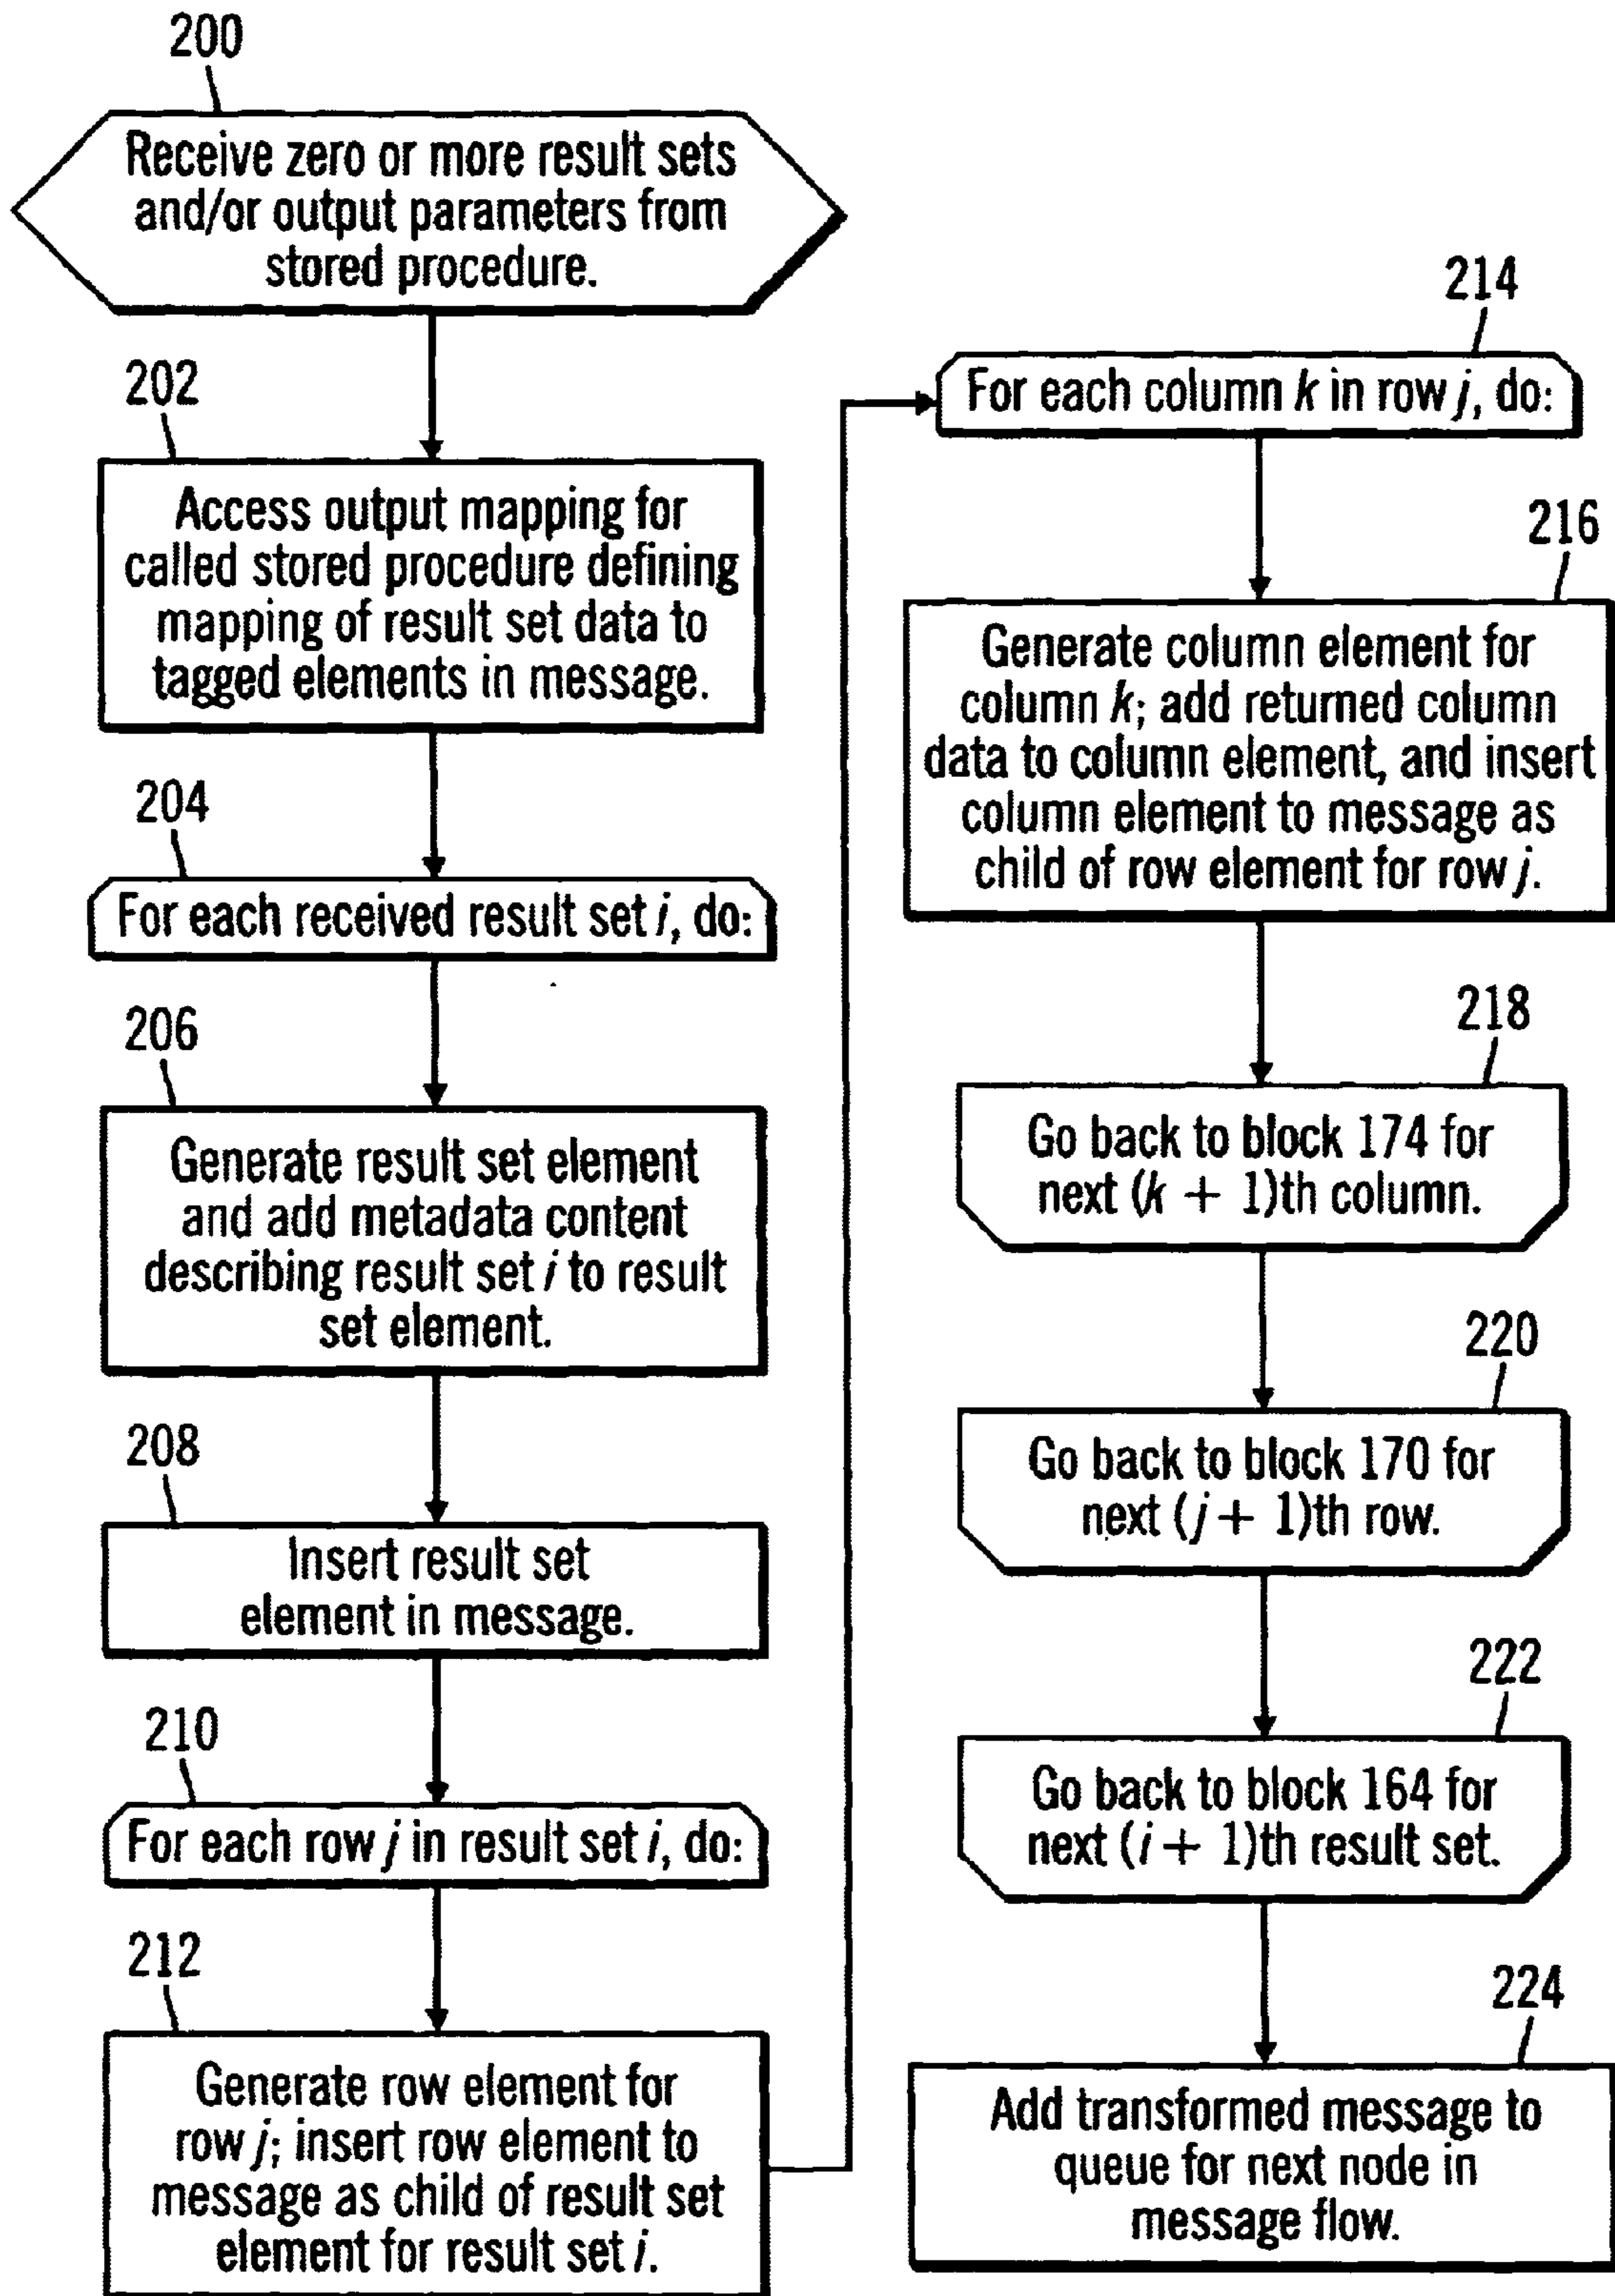 200
Receive zero or more result sets
and/or output parameters from
stored procedure.
202
Access output mapping for
called stored procedure defining
mapping of result set data to
tagged elements in message.
204
For each received result set i, do:
206
Generate result set element
and add metadata content
describing result set i to result
set element.
208
Insert result set
element in message.
210
For each row j in result set i, do:
212
Generate row element for
row j; insert row element to
message as child of result set
element for result set i.
214
For each column k in row j, do:
216
Generate column element for
column k; add returned column
data to column element, and insert
column element to message as
child of row element for row j.
218
Go back to block 174 for
next (k + 1)th column.
220
Go back to block 170 for
next (j + 1)th row.
222
Go back to block 164 for
next (i + 1)th result set.
224
Add transformed message to
queue for next node in
message flow.